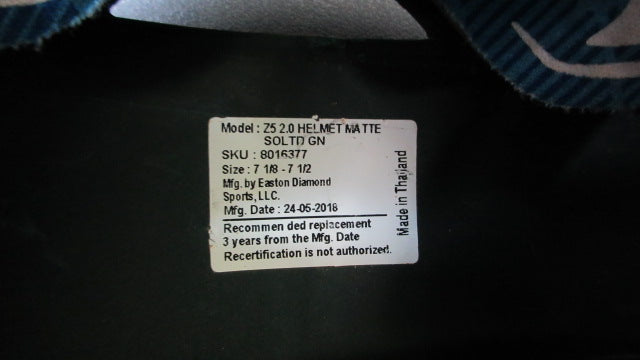 Model : Z5 2.0 HELMET MATTE
SOLTD GN
SKU : 8016377
Size : 7 1/8 - 7 1/2
Mfg. by Easton Diamond
Sports, LLC.
Mfg. Date : 24-05-2018
Recommen ded replacement
3 years from the Mfg. Date
Recertification is not authorized.
Made in Thailand